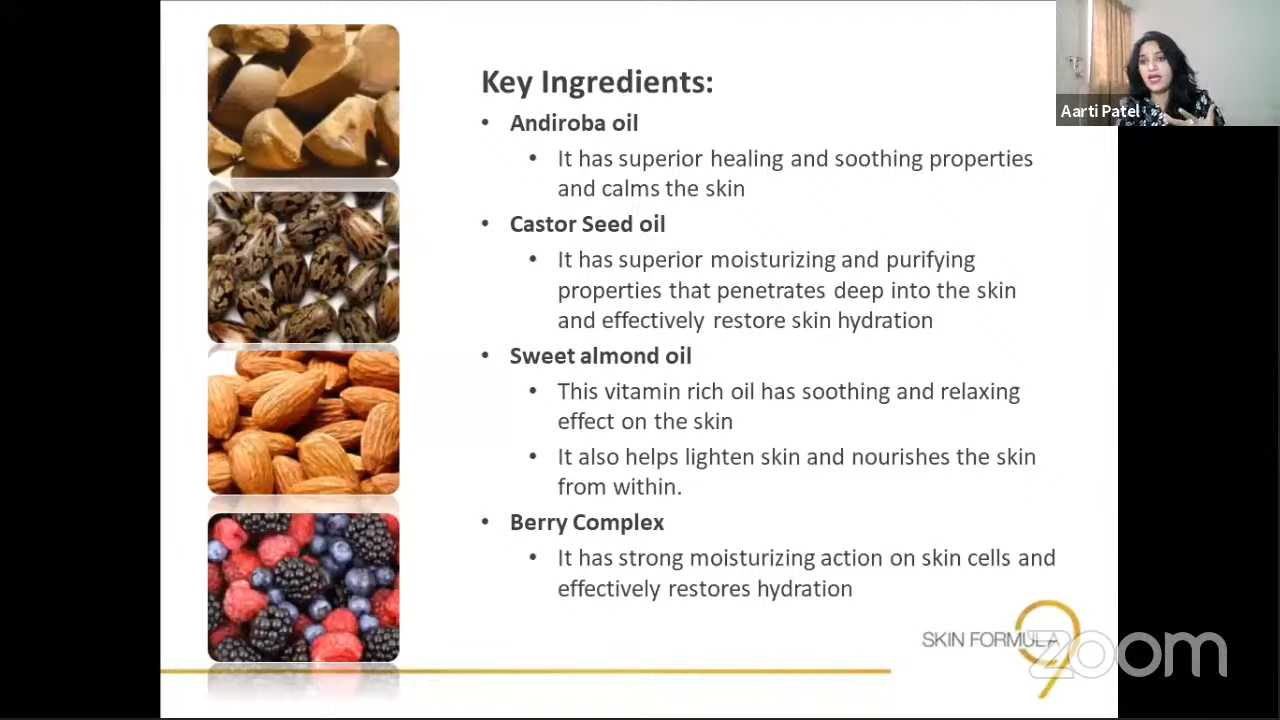 Key Ingredients:
• Andiroba oil
• It has superior healing and soothing properties
and calms the skin
• Castor Seed oil
• It has superior moisturizing and purifying
properties that penetrates deep into the skin
and effectively restore skin hydration
• Sweet almond oil
• This vitamin rich oil has soothing and relaxing
effect on the skin
• It also helps lighten skin and nourishes the skin
from within.
• Berry Complex
• It has strong moisturizing action on skin cells and
effectively restores hydration
Aarti Patel
SKIN FORMULA 9
zoom